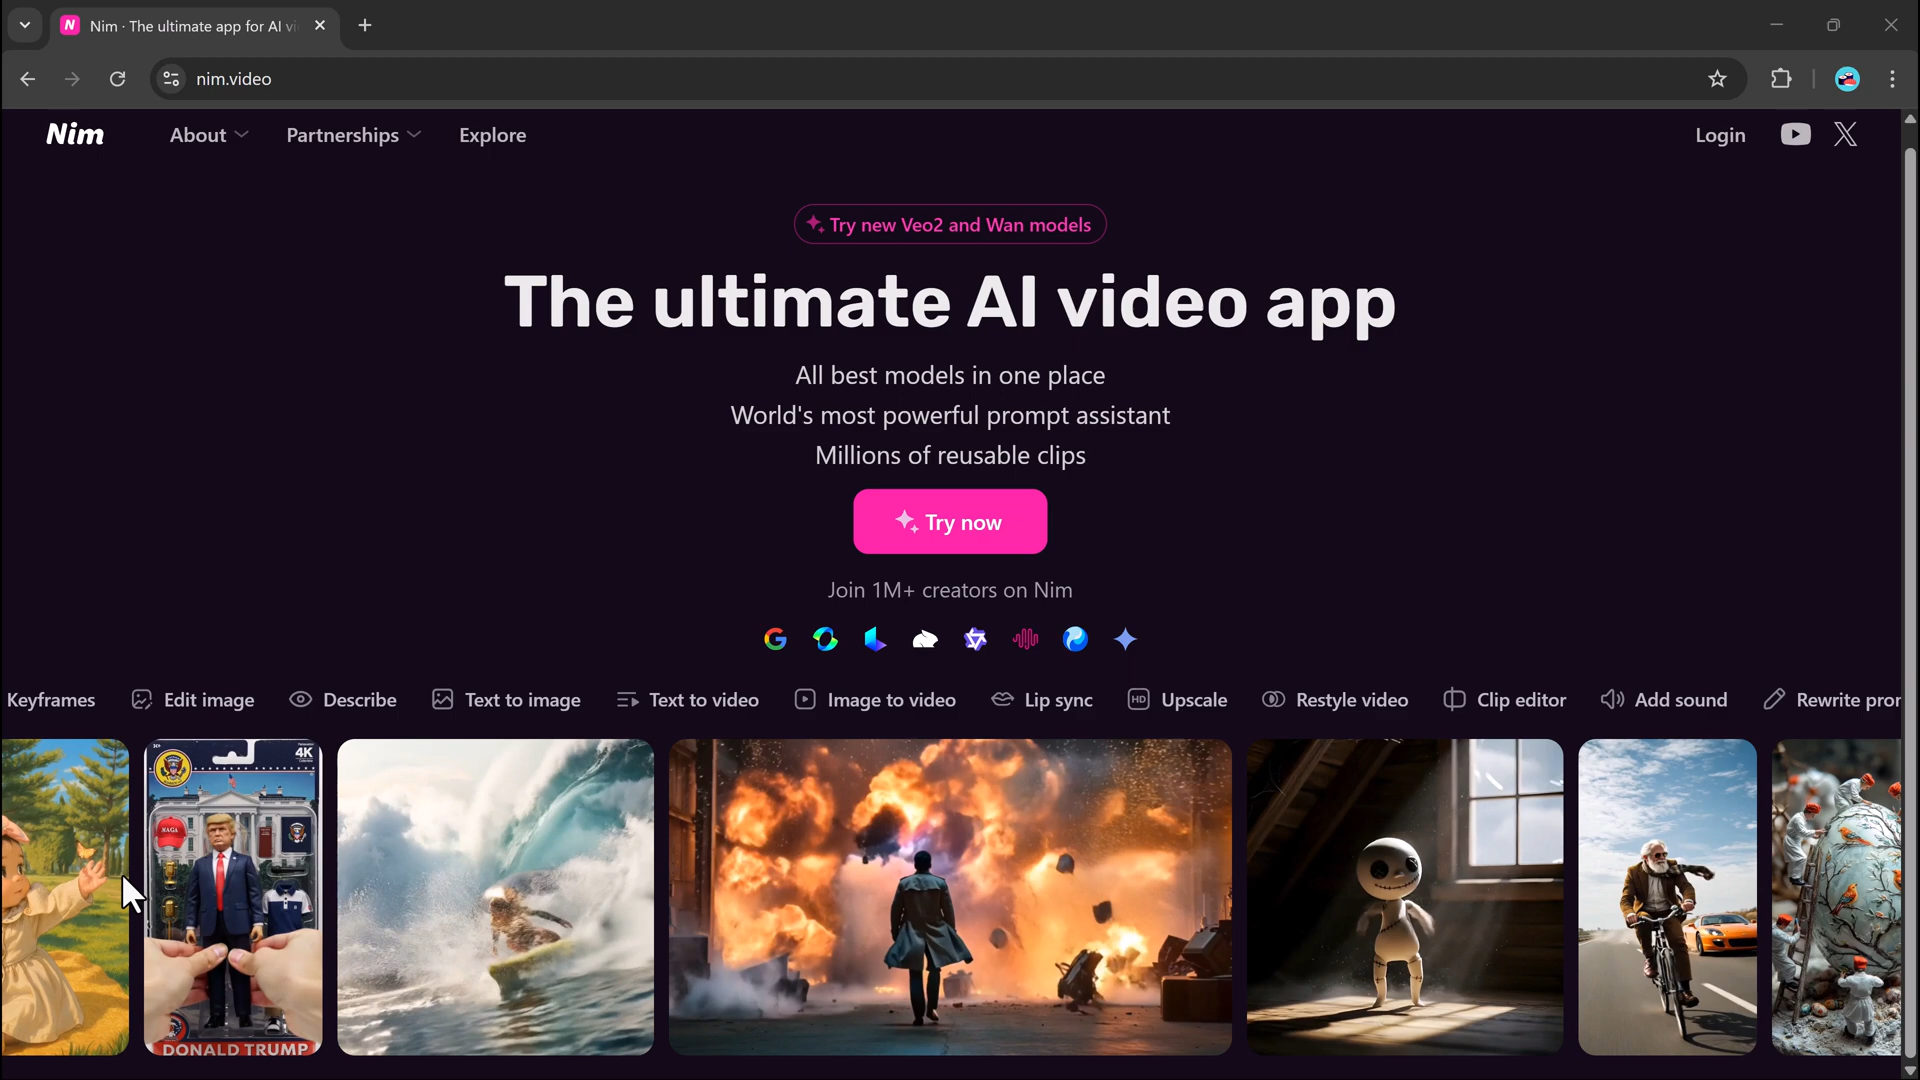 Nim · The ultimate app for AI vi
nim.video
Nim
About
Partnerships
Explore
Login
Try new Veo2 and Wan models
The ultimate AI video app
All best models in one place
World's most powerful prompt assistant
Millions of reusable clips
Try now
Join 1M+ creators on Nim
Keyframes
Edit image
Describe
Text to image
Text to video
Image to video
Lip sync
HD
Upscale
Restyle video
Clip editor
Add sound
Rewrite pror
4K
MAGA
DONALD TRUMP